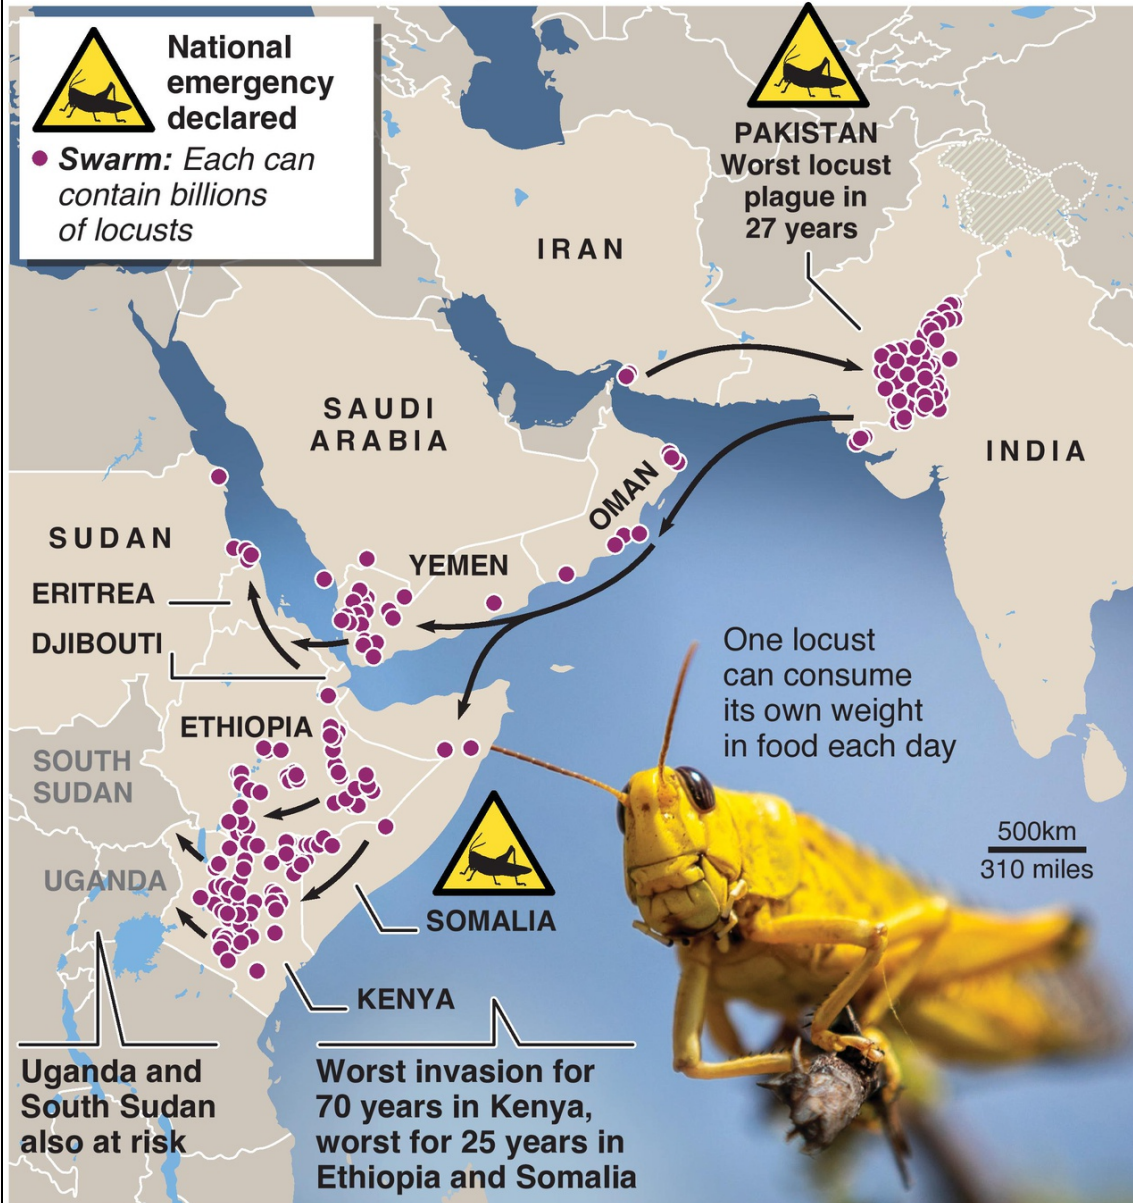 National
emergency
declared
Swarm: Each can
contain billions
of locusts
PAKISTAN
Worst locust
plague in
27 years
IRAN
SAUDI
ARABIA
INDIA
OMAN
SUDAN
YEMEN
ERITREA
DJIBOUTI
One locust
can consume
its own weight
in food each day
ETHIOPIA
SOUTH
SUDAN
500km
310 miles
UGANDA
SOMALIA
KENYA
Uganda and
South Sudan
also at risk
Worst invasion for
70 years in Kenya,
worst for 25 years in
Ethiopia and Somalia